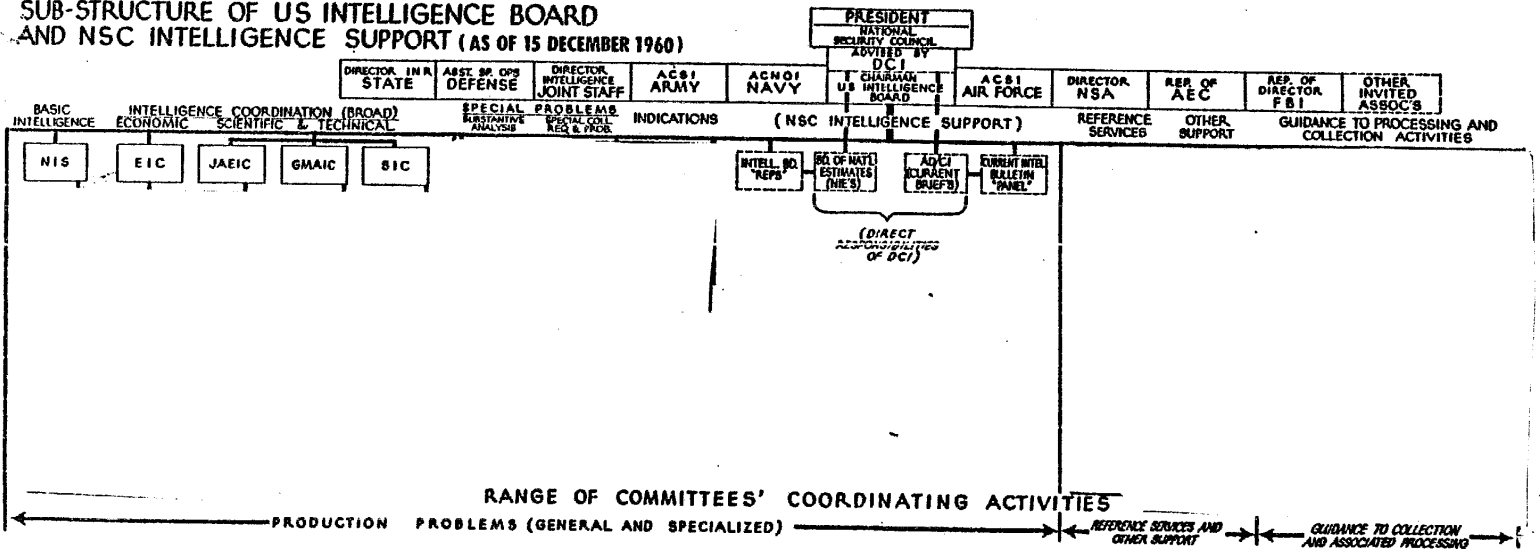 SUB-STRUCTURE OF US INTELLIGENCE BOARD
AND NSC INTELLIGENCE SUPPORT (AS OF 15 DECEMBER 1960)
PRESIDENT
NATIONAL
SECURITY COUNCIL
ADVISED BY
DCI
CHAIRMAN
US INTELLIGENCE
BOARD
DIRECTOR INR
STATE
ASST. SP. OPS
DEFENSE
DIRECTOR
INTELLIGENCE
JOINT STAFF
ACSI
ARMY
ACNOI
NAVY
ACSI
AIR FORCE
DIRECTOR
NSA
REP. OF
AEC
REP. OF
DIRECTOR
FBI
OTHER
INVITED
ASSOC'S
BASIC
INTELLIGENCE
INTELLIGENCE COORDINATION (BROAD)
ECONOMIC SCIENTIFIC & TECHNICAL
SPECIAL PROBLEMS
SUBSTANTIVE
ANALYSIS
SPECIAL COLL.
REQ & PROB.
INDICATIONS
(NSC INTELLIGENCE SUPPORT)
REFERENCE
SERVICES
OTHER
SUPPORT
GUIDANCE TO PROCESSING AND
COLLECTION ACTIVITIES
NIS
EIC
JAEIC
GMAIC
SIC
INTELL. BD.
"REPS"
BD. OF NAT'L
ESTIMATES
(NIE'S)
AD/CI
(CURRENT
BRIEF'S)
CURRENT INTEL
BULLETIN
"PANEL"
(DIRECT
RESPONSIBILITIES
OF DCI)
RANGE OF COMMITTEES' COORDINATING ACTIVITIES
PRODUCTION PROBLEMS (GENERAL AND SPECIALIZED)
REFERENCE SERVICES AND
OTHER SUPPORT
GUIDANCE TO COLLECTION
AND ASSOCIATED PROCESSING